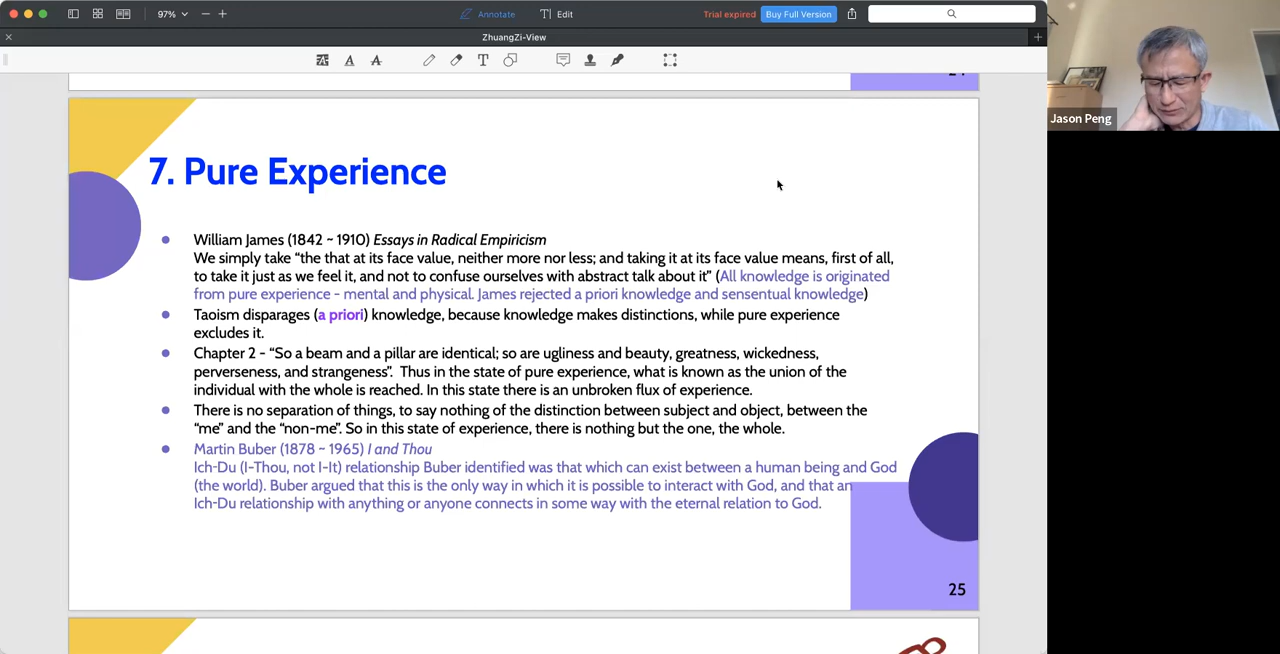 97%
Annotate
Edit
Trial expired
Buy Full Version
ZhuangZi-View
Jason Peng
7. Pure Experience
William James (1842 ~ 1910) Essays in Radical Empiricism
We simply take “the that at its face value, neither more nor less; and taking it at its face value means, first of all,
to take it just as we feel it, and not to confuse ourselves with abstract talk about it” (All knowledge is originated
from pure experience - mental and physical. James rejected a priori knowledge and sensentual knowledge)
Taoism disparages (a priori) knowledge, because knowledge makes distinctions, while pure experience
excludes it.
Chapter 2 - “So a beam and a pillar are identical; so are ugliness and beauty, greatness, wickedness,
perverseness, and strangeness”. Thus in the state of pure experience, what is known as the union of the
individual with the whole is reached. In this state there is an unbroken flux of experience.
There is no separation of things, to say nothing of the distinction between subject and object, between the
“me” and the “non-me”. So in this state of experience, there is nothing but the one, the whole.
Martin Buber (1878 ~ 1965) I and Thou
Ich-Du (I-Thou, not I-It) relationship Buber identified was that which can exist between a human being and God
(the world). Buber argued that this is the only way in which it is possible to interact with God, and that an
Ich-Du relationship with anything or anyone connects in some way with the eternal relation to God.
25